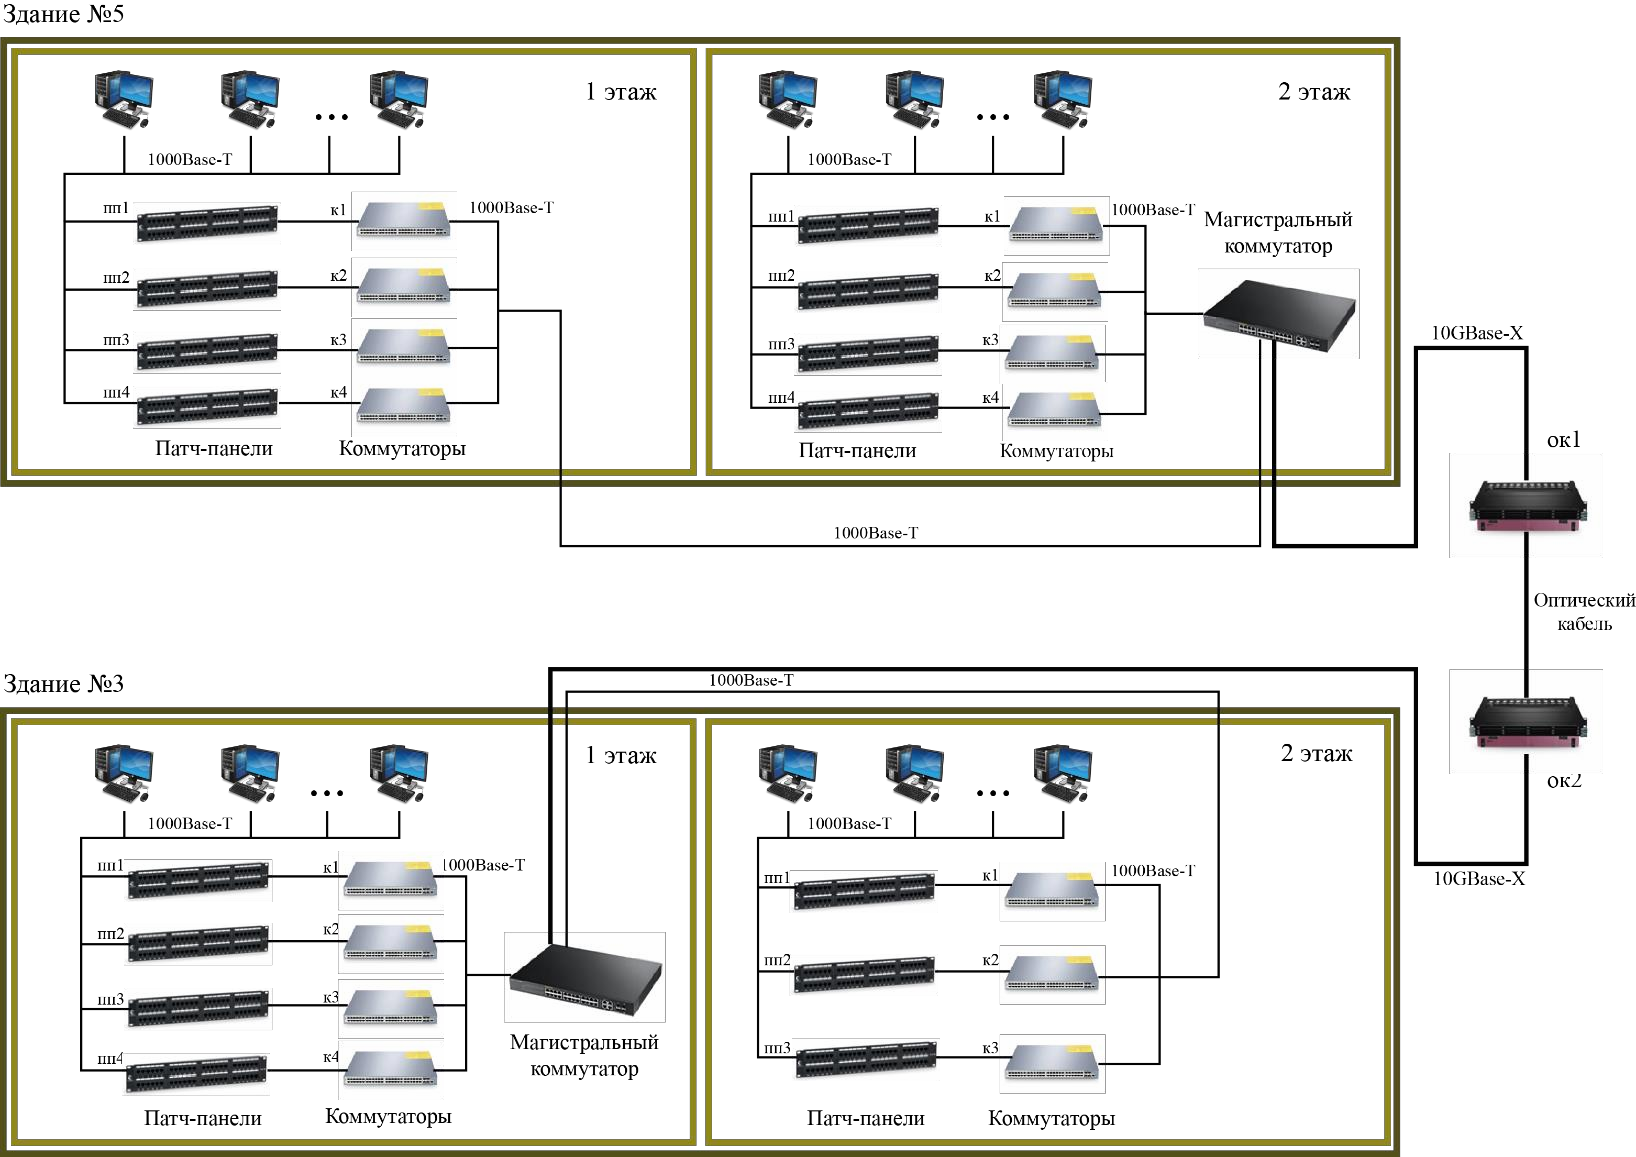 Здание №5
1 этаж
1000Base-T
пп1
к1
1000Base-T
пп2
к2
пп3
к3
пп4
к4
Патч-панели
Коммутаторы
2 этаж
1000Base-T
пп1
к1
1000Base-T
Магистральный
коммутатор
пп2
к2
пп3
к3
пп4
к4
Патч-панели
Коммутаторы
1000Base-T
10GBase-X
ок1
Оптический
кабель
ок2
10GBase-X
Здание №3
1000Base-T
1 этаж
1000Base-T
пп1
к1
1000Base-T
пп2
к2
пп3
к3
пп4
к4
Магистральный
коммутатор
Патч-панели
Коммутаторы
2 этаж
1000Base-T
пп1
к1
1000Base-T
пп2
к2
пп3
к3
Патч-панели
Коммутаторы